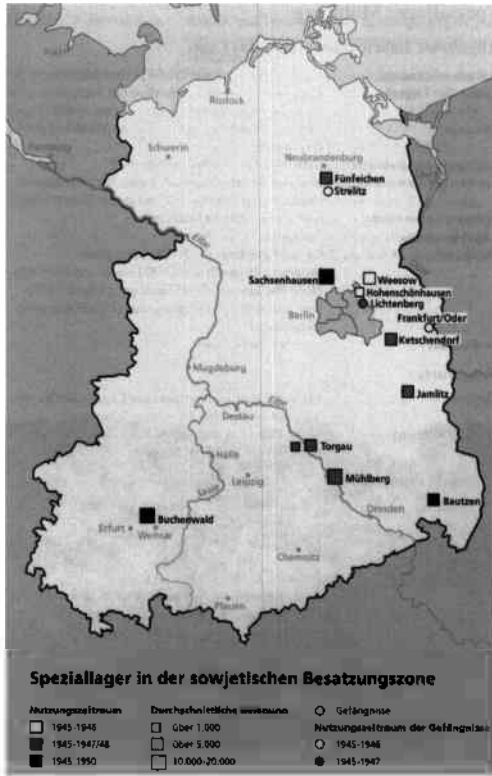 Rostock
Schwerin
Neubrandenburg
Fünfeichen
Strelitz
Elbe
Sachsenhausen
Weesow
Hohenschönhausen
Lichtenberg
Berlin
Frankfurt/Oder
Ketschendorf
Magdeburg
Jamlitz
Elbe
Dessau
Halle
Torgau
Leipzig
Mühlberg
Saale
Dresden
Bautzen
Buchenwald
Erfurt
Weimar
Chemnitz
Plauen
Speziallager in der sowjetischen Besatzungszone
Nutzungszeitraum
Durchschnittliche
Gefängnisse
1945-1946
über 1.000
Nutzungszeitraum der Gefängnisse
1945-1947/48
über 5.000
1945-1946
1945-1950
10.000-20.000
1945-1947